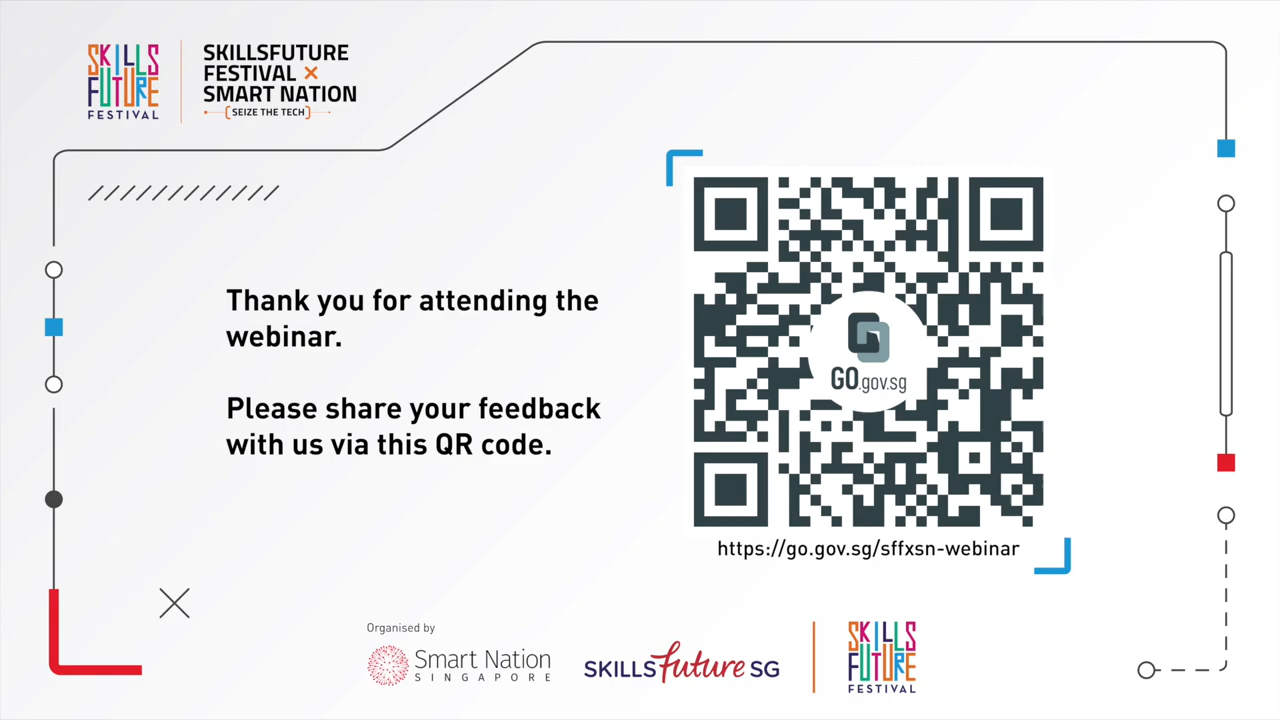 SKILLS
FUTURE
FESTIVAL
SKILLSFUTURE
FESTIVAL ×
SMART NATION
SEIZE THE TECH
Thank you for attending the
webinar.
Please share your feedback
with us via this QR code.
GO.gov.sg
https://go.gov.sg/sffxsn-webinar
Organised by
Smart Nation
SINGAPORE
SKILLSfuture SG
SKILLS
FUTURE
FESTIVAL